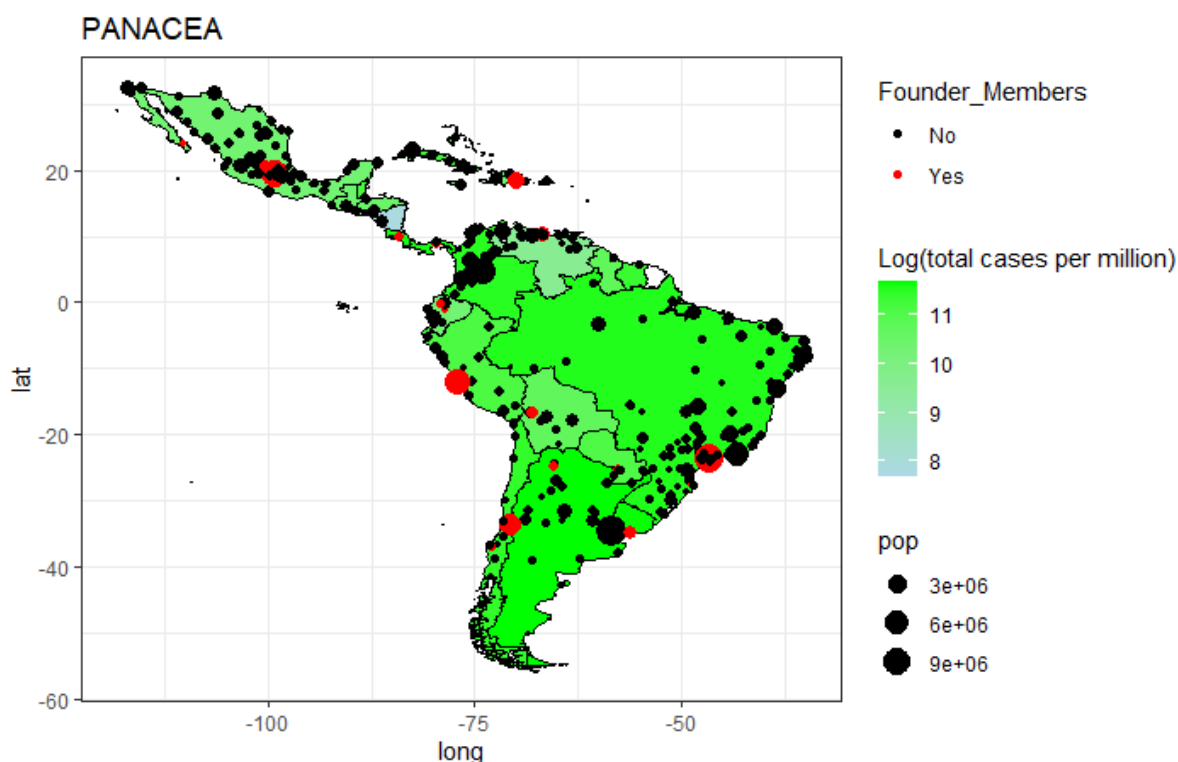 PANACEA
20
0
-20
-40
-60
lat
-100
-75
-50
long
Founder_Members
No
Yes
Log(total cases per million)
11
10
9
8
pop
3e+06
6e+06
9e+06